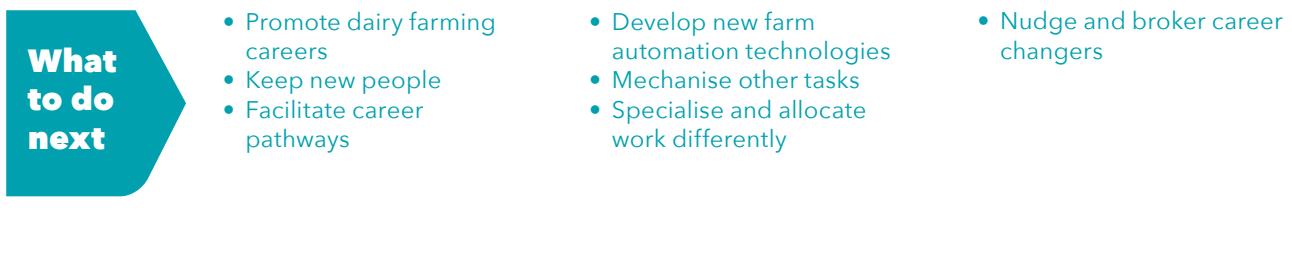 What
to do
next
• Promote dairy farming
careers
• Keep new people
• Facilitate career
pathways
• Develop new farm
automation technologies
• Mechanise other tasks
• Specialise and allocate
work differently
• Nudge and broker career
changers